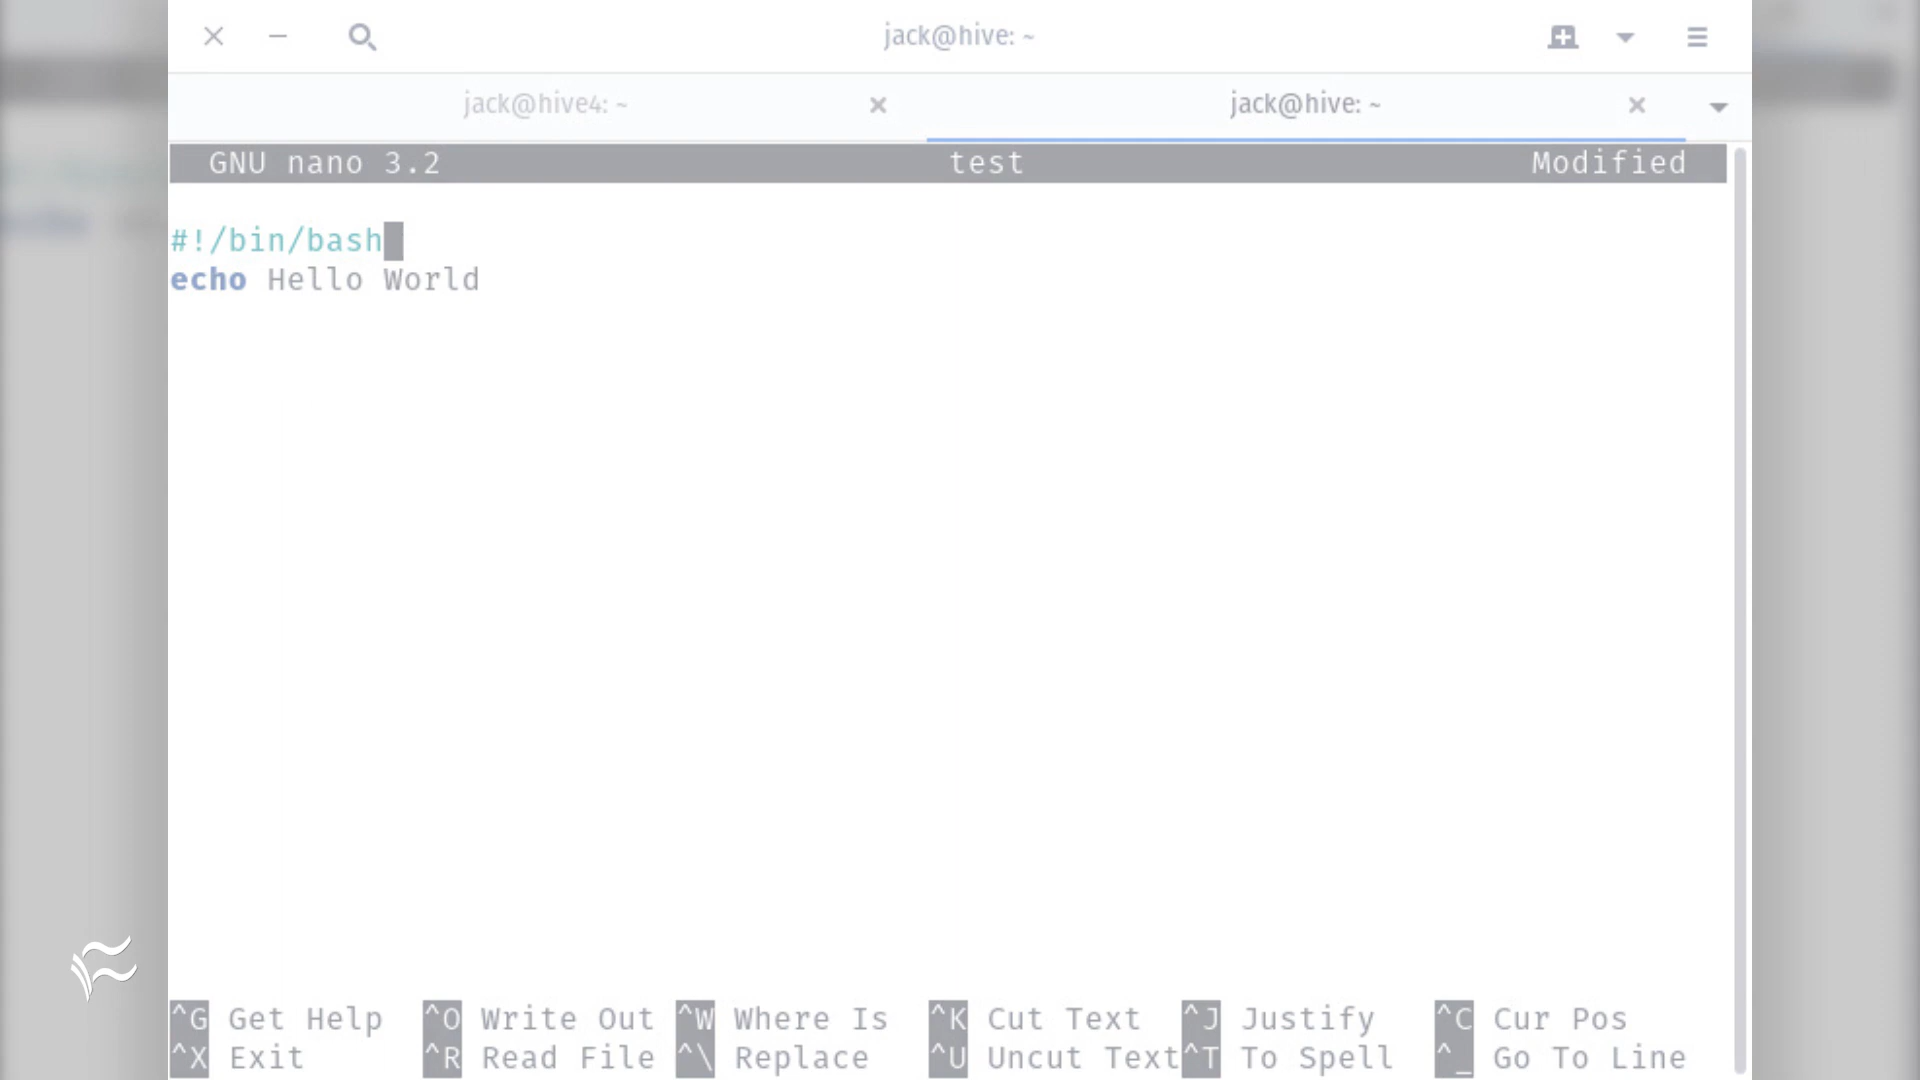 jack@hive: ~
jack@hive4: ~ jack@hive: ~
GNU nano 3.2 test Modified
#!/bin/bash
echo Hello World
^G Get Help ^O Write Out ^W Where Is ^K Cut Text ^J Justify ^C Cur Pos
^X Exit ^R Read File ^\ Replace ^U Uncut Text ^T To Spell ^_ Go To Line